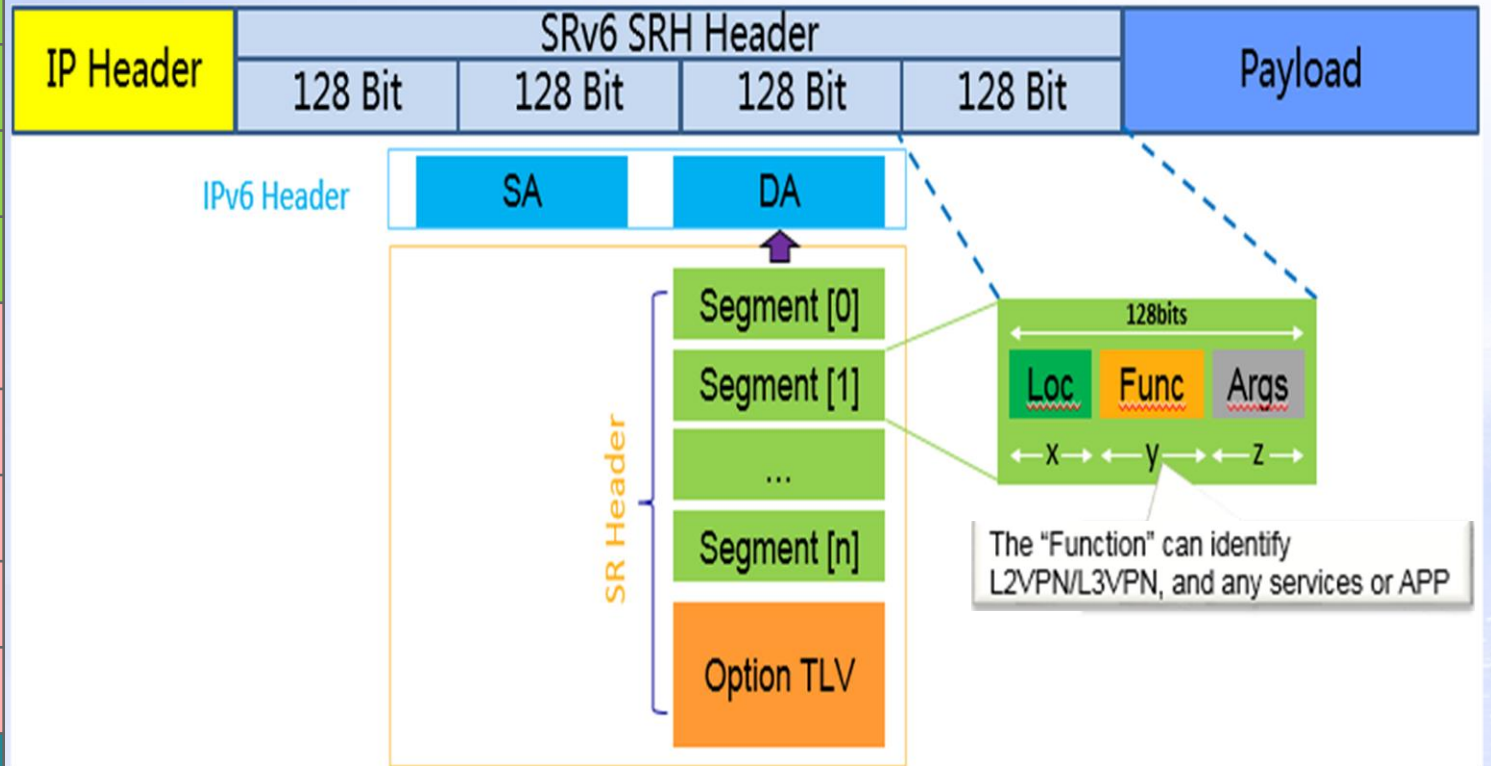 IP Header
SRv6 SRH Header
128 Bit
128 Bit
128 Bit
128 Bit
Payload
IPv6 Header
SA
DA
SR Header
Segment [0]
Segment [1]
...
Segment [n]
Option TLV
128bits
Loc
Func
Args
x
y
z
The “Function” can identify
L2VPN/L3VPN, and any services or APP